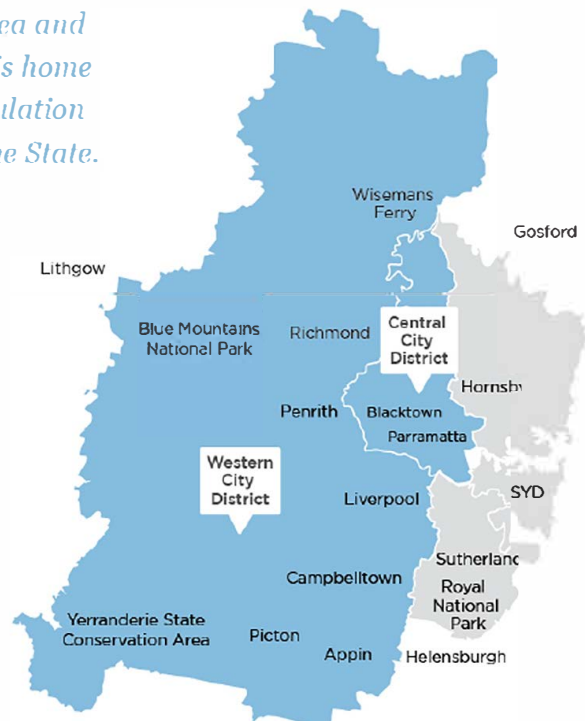 ea and
is home
ulation
e State.
Wisemans
Ferry
Gosford
Lithgow
Blue Mountains
National Park
Richmond
Central
City
District
Hornsby
Penrith
Blacktown
Parramatta
Western
City
District
Liverpool
SYD
Sutherland
Campbelltown
Royal
National
Park
Yerranderie State
Conservation Area
Picton
Appin
Helensburgh